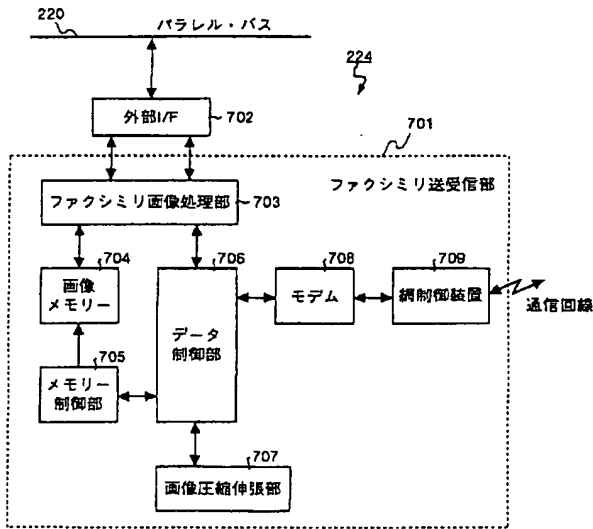 220
パラレル・バス
224
外部I/F
702
701
ファクシミリ送受信部
ファクシミリ画像処理部
703
704
画像
メモリー
706
データ
制御部
708
モデム
709
網制御装置
通信回線
705
メモリー
制御部
707
画像圧縮伸張部